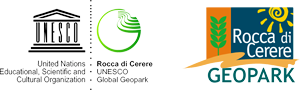 UNESCO
United Nations
Educational, Scientific and
Cultural Organization
Rocca di Cerere
UNESCO
Global Geopark
Rocca di
Cerere
GEOPARK